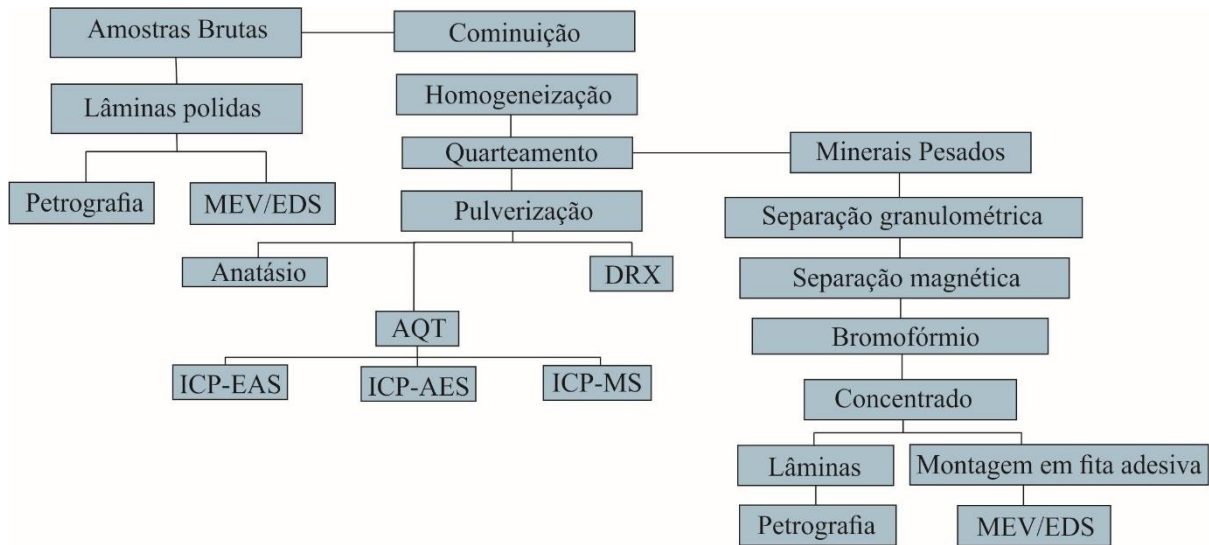 Amostras Brutas
Cominuição
Lâminas polidas
Homogeneização
Quarteamento
Minerais Pesados
Petrografia
MEV/EDS
Pulverização
Separação granulométrica
Anatásio
DRX
Separação magnética
AQT
Bromofórmio
ICP-EAS
ICP-AES
ICP-MS
Concentrado
Lâminas
Montagem em fita adesiva
Petrografia
MEV/EDS